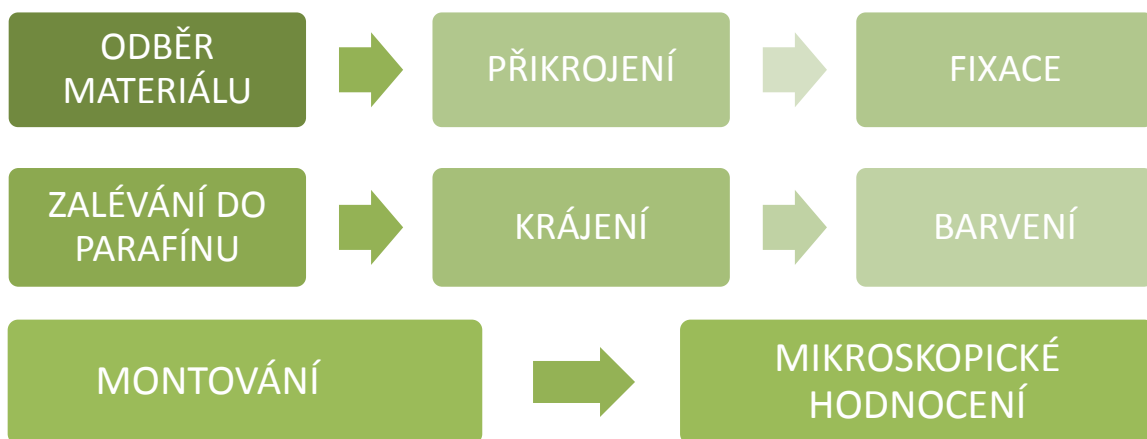 ODBĚR
MATERIÁLU
PŘIKROJENÍ
FIXACE
ZALÉVÁNÍ DO
PARAFÍNU
KRÁJENÍ
BARVENÍ
MONTOVÁNÍ
MIKROSKOPICKÉ
HODNOCENÍ